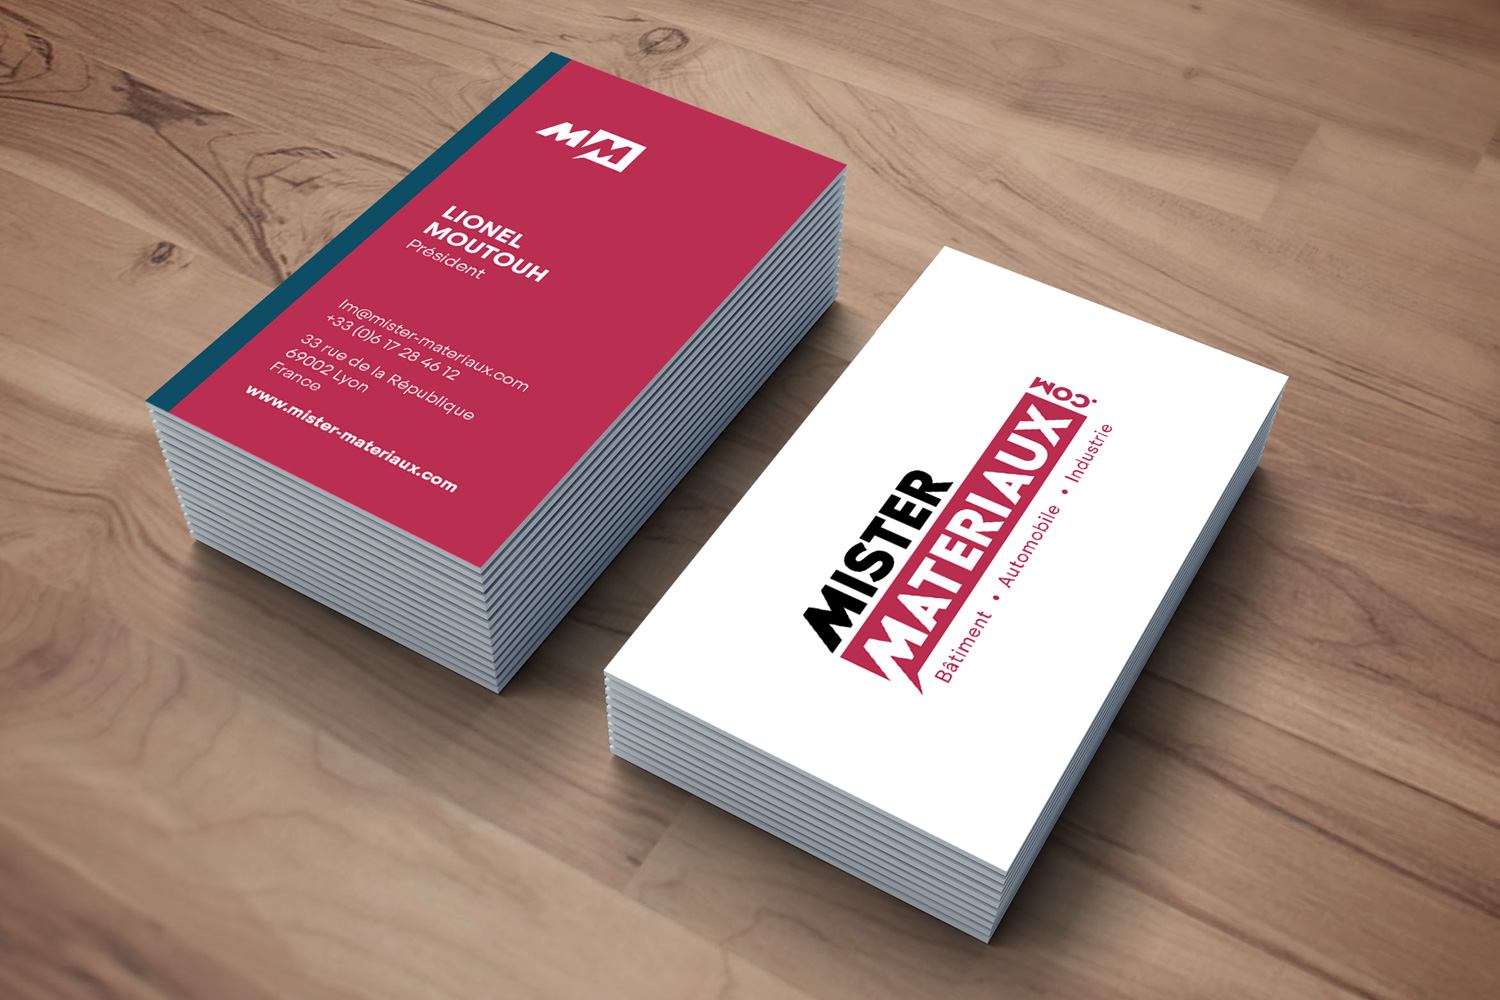 MM
LIONEL
MOUTOUH
Président
lm@mister-materiaux.com
+33 (0)6 17 28 46 12
33 rue de la République
69002 Lyon
France
www.mister-materiaux.com
MISTER
MATERIAUX
.COM
Bâtiment • Automobile • Industrie